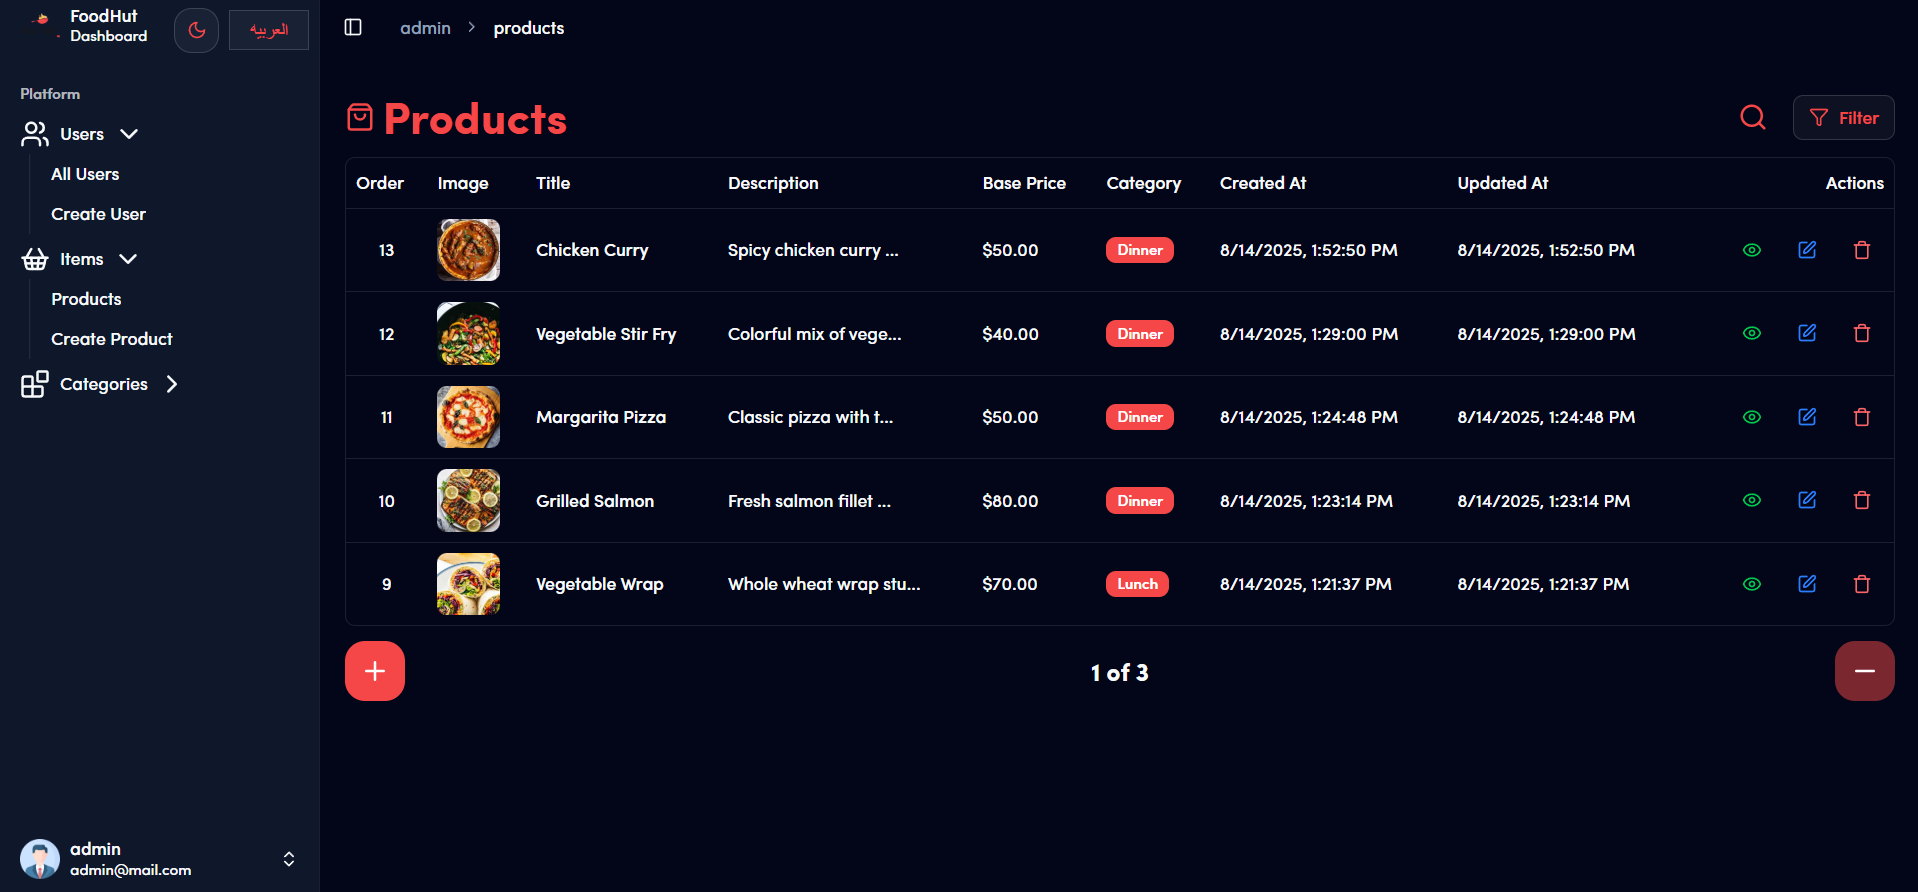 FoodHut
Dashboard
العربيه
Platform
Users
All Users
Create User
Items
Products
Create Product
Categories
admin
admin@mail.com
admin > products
Products
Filter
Order Image Title Description Base Price Category Created At Updated At Actions
13 Chicken Curry Spicy chicken curry ... $50.00 Dinner 8/14/2025, 1:52:50 PM 8/14/2025, 1:52:50 PM
12 Vegetable Stir Fry Colorful mix of vege... $40.00 Dinner 8/14/2025, 1:29:00 PM 8/14/2025, 1:29:00 PM
11 Margarita Pizza Classic pizza with t... $50.00 Dinner 8/14/2025, 1:24:48 PM 8/14/2025, 1:24:48 PM
10 Grilled Salmon Fresh salmon fillet ... $80.00 Dinner 8/14/2025, 1:23:14 PM 8/14/2025, 1:23:14 PM
9 Vegetable Wrap Whole wheat wrap stu... $70.00 Lunch 8/14/2025, 1:21:37 PM 8/14/2025, 1:21:37 PM
1 of 3